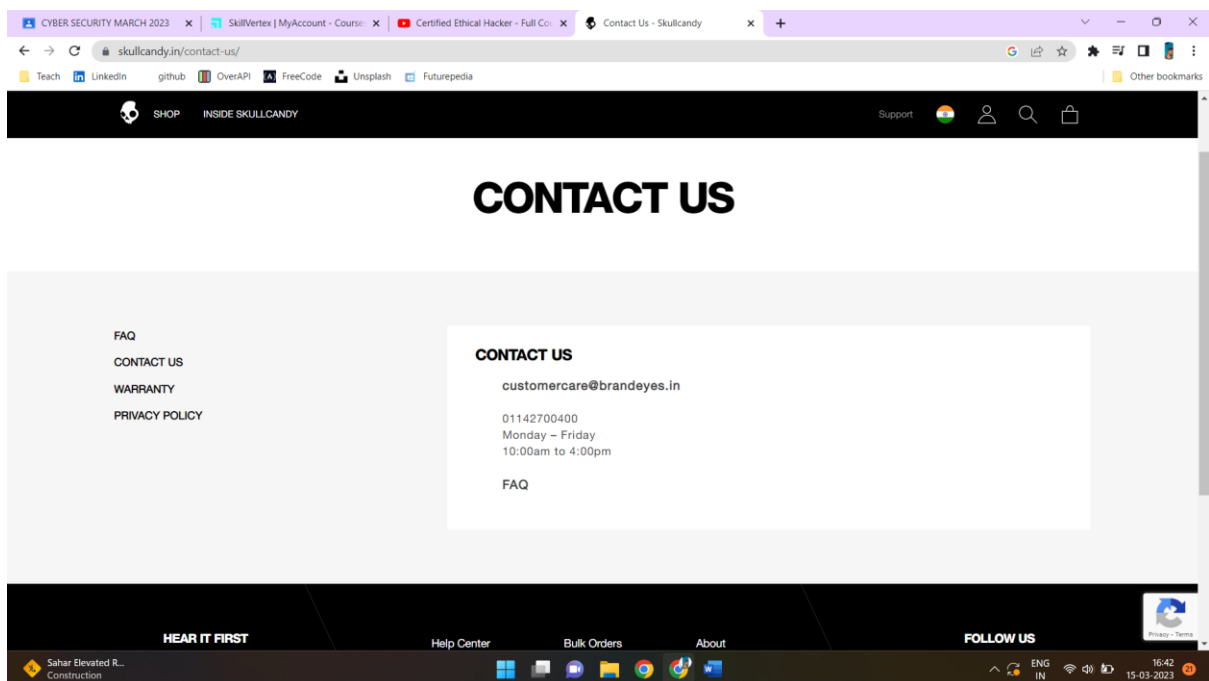 CYBER SECURITY MARCH 2023
SkillVertex | MyAccount - Course
Certified Ethical Hacker - Full Co
Contact Us - Skullcandy
skullcandy.in/contact-us/
Teach LinkedIn github OverAPI FreeCode Unsplash Futurepedia Other bookmarks
SHOP INSIDE SKULLCANDY Support
CONTACT US
FAQ
CONTACT US
WARRANTY
PRIVACY POLICY
CONTACT US
customercare@brandeyes.in
01142700400
Monday – Friday
10:00am to 4:00pm
FAQ
HEAR IT FIRST
Help Center
Bulk Orders
About
FOLLOW US
Privacy - Terms
Sahar Elevated R...
Construction
ENG
IN
16:42
15-03-2023
21